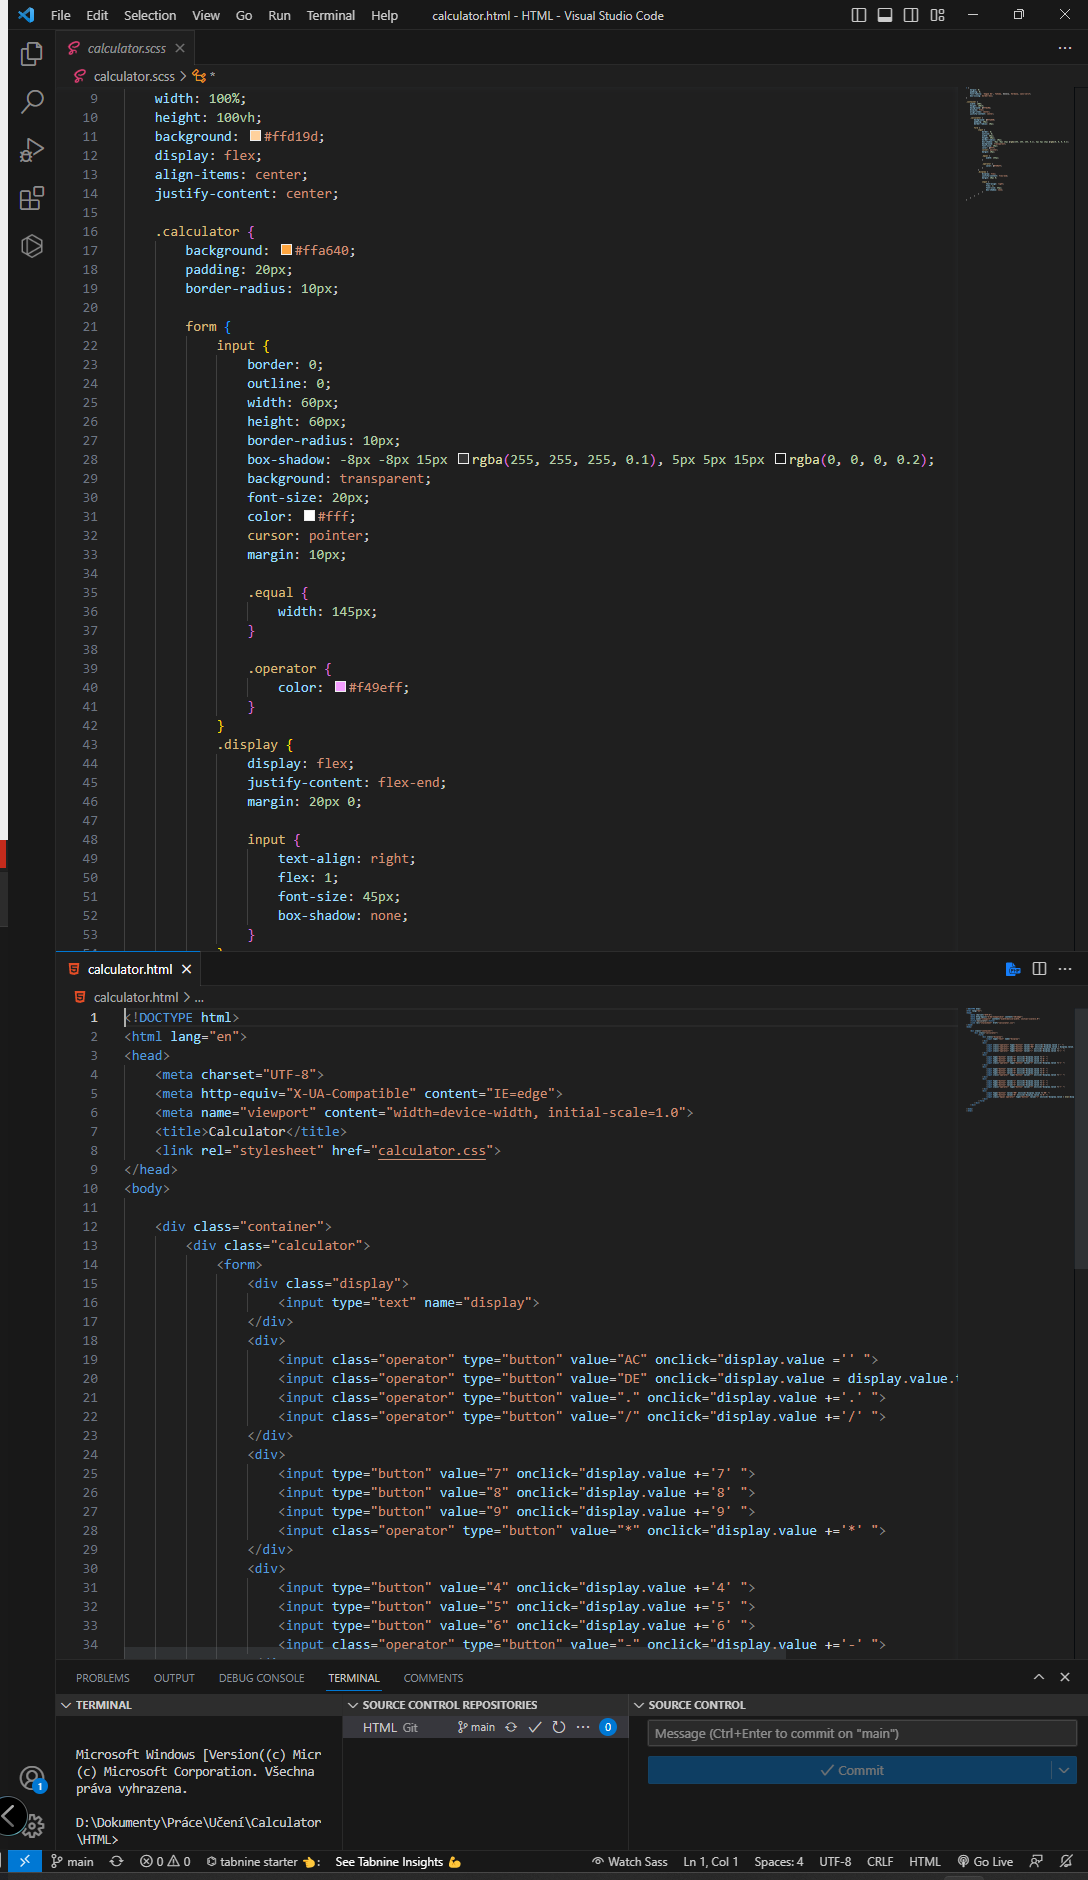 File Edit Selection View Go Run Terminal Help calculator.html - HTML - Visual Studio Code
calculator.scss
calculator.scss > *
9 width: 100%;
10 height: 100vh;
11 background: #ffd19d;
12 display: flex;
13 align-items: center;
14 justify-content: center;
15
16 .calculator {
17 background: #ffa640;
18 padding: 20px;
19 border-radius: 10px;
20
21 form {
22 input {
23 border: 0;
24 outline: 0;
25 width: 60px;
26 height: 60px;
27 border-radius: 10px;
28 box-shadow: -8px -8px 15px rgba(255, 255, 255, 0.1), 5px 5px 15px rgba(0, 0, 0, 0.2);
29 background: transparent;
30 font-size: 20px;
31 color: #fff;
32 cursor: pointer;
33 margin: 10px;
34
35 .equal {
36 width: 145px;
37 }
38
39 .operator {
40 color: #f49eff;
41 }
42 }
43 .display {
44 display: flex;
45 justify-content: flex-end;
46 margin: 20px 0;
47
48 input {
49 text-align: right;
50 flex: 1;
51 font-size: 45px;
52 box-shadow: none;
53 }
calculator.html
calculator.html > ...
1 <!DOCTYPE html>
2 <html lang="en">
3 <head>
4 <meta charset="UTF-8">
5 <meta http-equiv="X-UA-Compatible" content="IE=edge">
6 <meta name="viewport" content="width=device-width, initial-scale=1.0">
7 <title>Calculator</title>
8 <link rel="stylesheet" href="calculator.css">
9 </head>
10 <body>
11
12 <div class="container">
13 <div class="calculator">
14 <form>
15 <div class="display">
16 <input type="text" name="display">
17 </div>
18 <div>
19 <input class="operator" type="button" value="AC" onclick="display.value ='' ">
20 <input class="operator" type="button" value="DE" onclick="display.value = display.value.
21 <input class="operator" type="button" value="." onclick="display.value +='.' ">
22 <input class="operator" type="button" value="/" onclick="display.value +='/' ">
23 </div>
24 <div>
25 <input type="button" value="7" onclick="display.value +='7' ">
26 <input type="button" value="8" onclick="display.value +='8' ">
27 <input type="button" value="9" onclick="display.value +='9' ">
28 <input class="operator" type="button" value="*" onclick="display.value +='*' ">
29 </div>
30 <div>
31 <input type="button" value="4" onclick="display.value +='4' ">
32 <input type="button" value="5" onclick="display.value +='5' ">
33 <input type="button" value="6" onclick="display.value +='6' ">
34 <input class="operator" type="button" value="-" onclick="display.value +='-' ">
PROBLEMS OUTPUT DEBUG CONSOLE TERMINAL COMMENTS
TERMINAL SOURCE CONTROL REPOSITORIES SOURCE CONTROL
HTML Git main 0
Message (Ctrl+Enter to commit on "main")
Commit
Microsoft Windows [Version((c) Micr
(c) Microsoft Corporation. Všechna
práva vyhrazena.
D:\Dokumenty\Práce\Učení\Calculator
\HTML>
1
main 0 0 tabnine starter : See Tabnine Insights Watch Sass Ln 1, Col 1 Spaces: 4 UTF-8 CRLF HTML Go Live